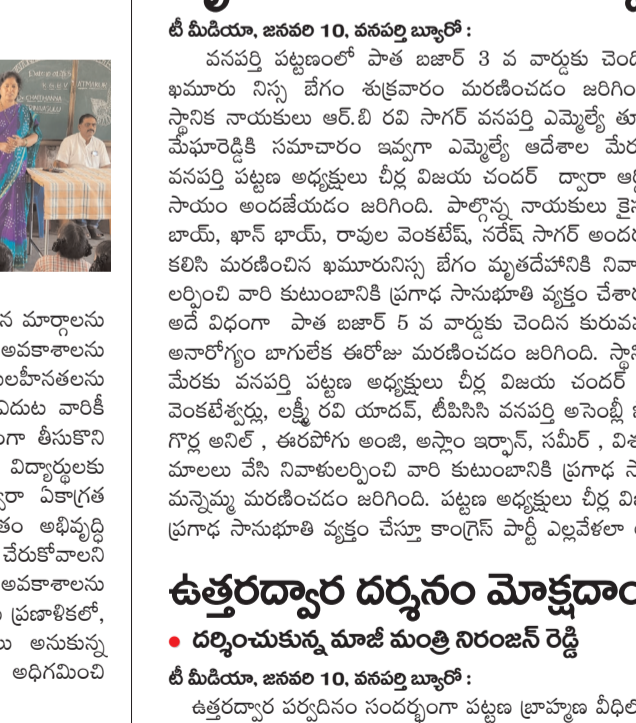 టీ మీడియా, జనవరి 10, వనపర్తి బ్యూరో :
వనపర్తి పట్టణంలో పాత బజార్ 3 వ వార్డుకు
ఖమూరు నిస్స బేగం శుక్రవారం మరణించడం
స్థానిక నాయకులు ఆర్.బి రవి సాగర్ వనపర్తి ఎమ్మెల్యే
మేఘారెడ్డికి సమాచారం ఇవ్వగా ఎమ్మెల్యే ఆదేశాల
వనపర్తి పట్టణ అధ్యక్షులు చీర్ల విజయ చందర్ ద్వారా
సాయం అందజేయడం జరిగింది. పాల్గొన్న నాయకులు
బాయ్, ఖాన్ భాయ్, రావుల వెంకటేష్, నరేష్ సాగర్
కలిసి మరణించిన ఖమూరునిస్స బేగం మృతదేహానికి
లర్పించి వారి కుటుంబానికి ప్రగాఢ సానుభూతి వ్యక్తం
అదే విధంగా పాత బజార్ 5 వ వార్డుకు చెందిన
అనారోగ్యం బాగులేక ఈరోజు మరణించడం జరిగింది.
మేరకు వనపర్తి పట్టణ అధ్యక్షులు చీర్ల విజయ చందర్
వెంకటేశ్వర్లు, లక్ష్మీ రవి యాదవ్, టీపిసిసి వనపర్తి అసెంబ్లీ
గొర్ల అనిల్ , ఈరపోగు అంజి, అస్లాం ఇర్ఫాన్, సమీర్ ,
మాలలు వేసి నివాళులర్పించి వారి కుటుంబానికి ప్రగాఢ
మన్నెమ్మ మరణించడం జరిగింది. పట్టణ అధ్యక్షులు చీర్ల
ప్రగాఢ సానుభూతి వ్యక్తం చేస్తూ కాంగ్రెస్ పార్టీ ఎల్లవేళలా
న మార్గాలను
అవకాశాలను
లహీనతలను
ఎదుట వారికీ
గా తీసుకొని
విద్యార్థులకు
రా ఏకాగ్రత
తం అభివృద్ధి
చేరుకోవాలని
అవకాశాలను
ప్రణాళికలో,
అనుకున్న
అధిగమించి
ఉత్తరద్వార దర్శనం
• దర్శించుకున్న మాజీ మంత్రి నిరంజన్ రెడ్డి
టీ మీడియా, జనవరి 10, వనపర్తి బ్యూరో :
ఉత్తరద్వార పర్వదినం సందర్భంగా పట్టణ బ్రాహ్మణ